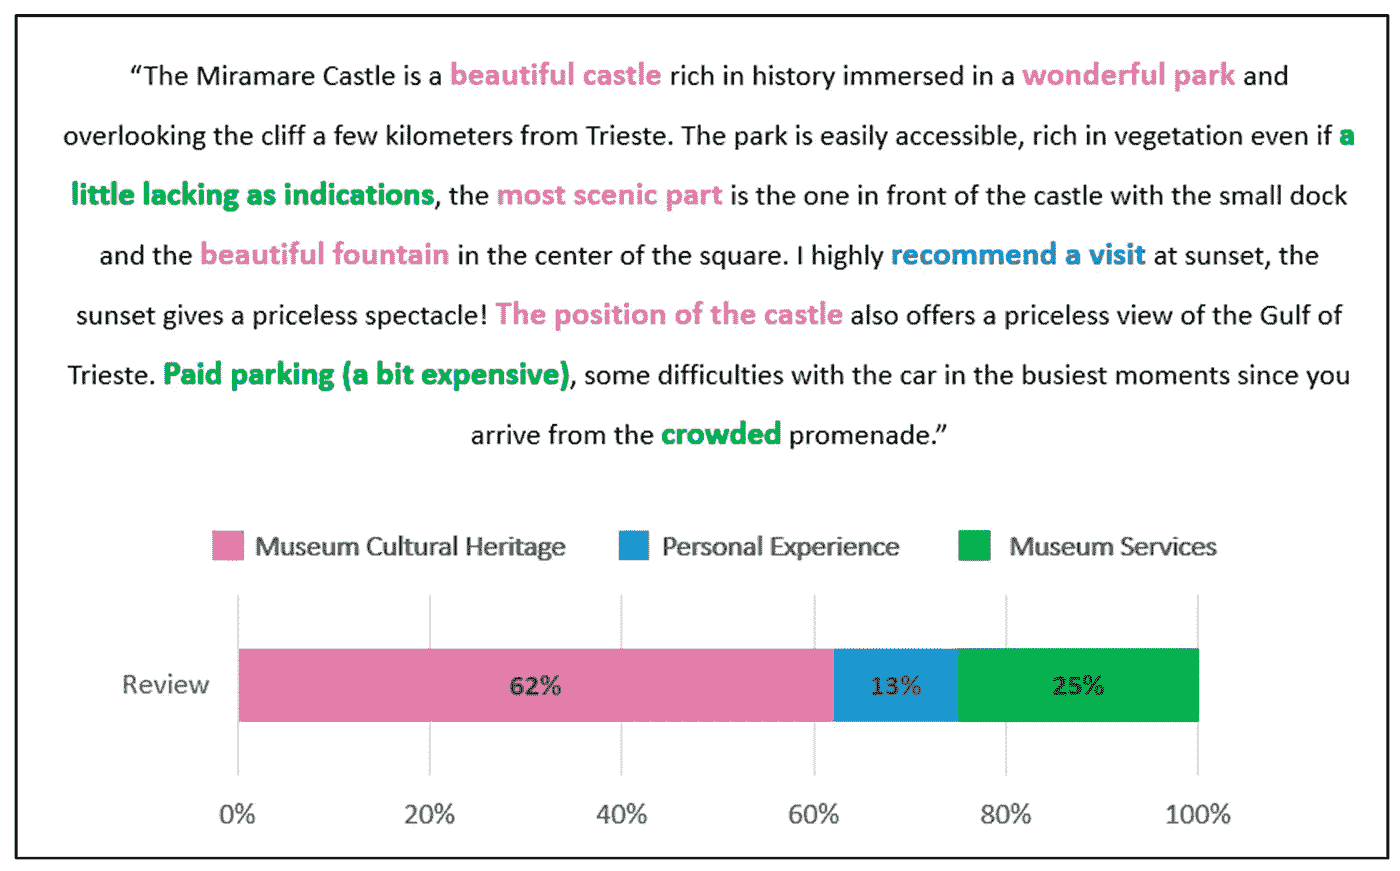 “The Miramare Castle is a beautiful castle rich in history immersed in a wonderful park and
overlooking the cliff a few kilometers from Trieste. The park is easily accessible, rich in vegetation even if a
little lacking as indications, the most scenic part is the one in front of the castle with the small dock
and the beautiful fountain in the center of the square. I highly recommend a visit at sunset, the
sunset gives a priceless spectacle! The position of the castle also offers a priceless view of the Gulf of
Trieste. Paid parking (a bit expensive), some difficulties with the car in the busiest moments since you
arrive from the crowded promenade.”
Museum Cultural Heritage Personal Experience Museum Services
Review 62% 13% 25%
0% 20% 40% 60% 80% 100%